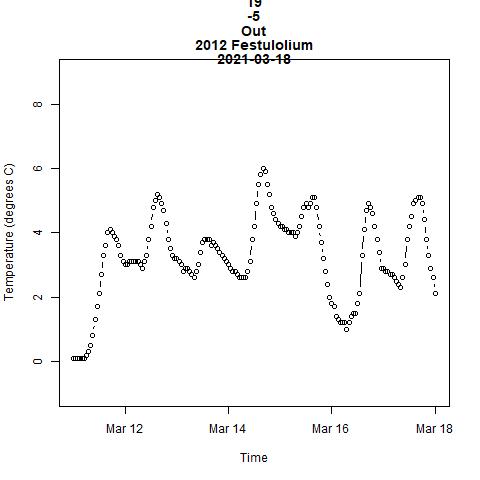 19
-5
Out
2012 Festulolium
2021-03-18
Temperature (degrees C)
8
6
4
2
0
Mar 12
Mar 14
Mar 16
Mar 18
Time